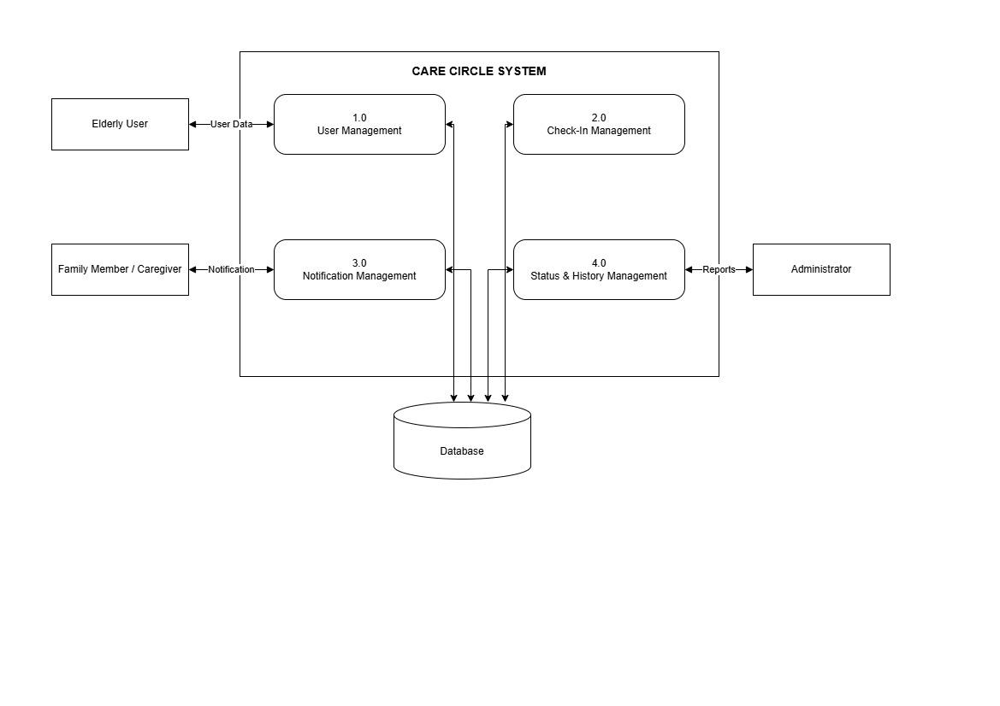 CARE CIRCLE SYSTEM
1.0
User Management
2.0
Check-In Management
Elderly User
User Data
3.0
Notification Management
4.0
Status & History Management
Family Member / Caregiver
Notification
Reports
Administrator
Database